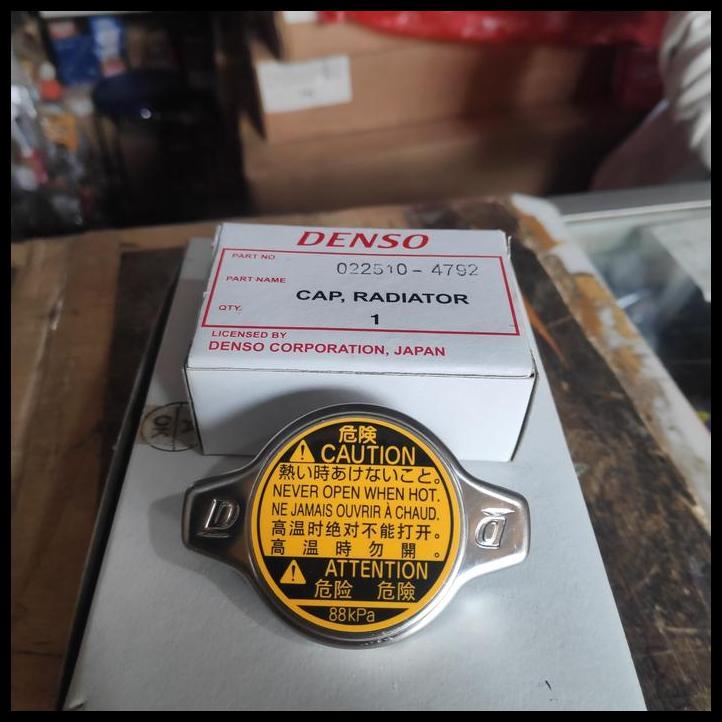 DENSO
PART NO
022510-4792
PART NAME
CAP, RADIATOR
QTY.
1
LICENSED BY
DENSO CORPORATION, JAPAN
危険
CAUTION
熱い時あけないこと。
NEVER OPEN WHEN HOT.
NE JAMAIS OUVRIR À CHAUD.
高温时绝对不能打开。
高温時勿開。
ATTENTION
危险 危險
88kPa
D
D
OK